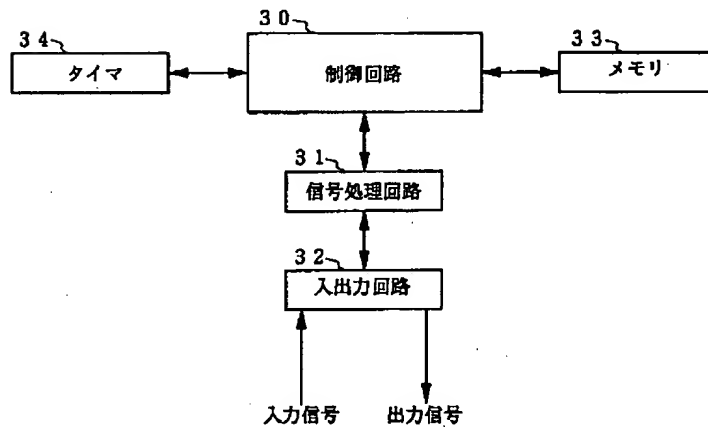 ３４
タイマ
３０
制御回路
３３
メモリ
３１
信号処理回路
３２
入出力回路
入力信号
出力信号